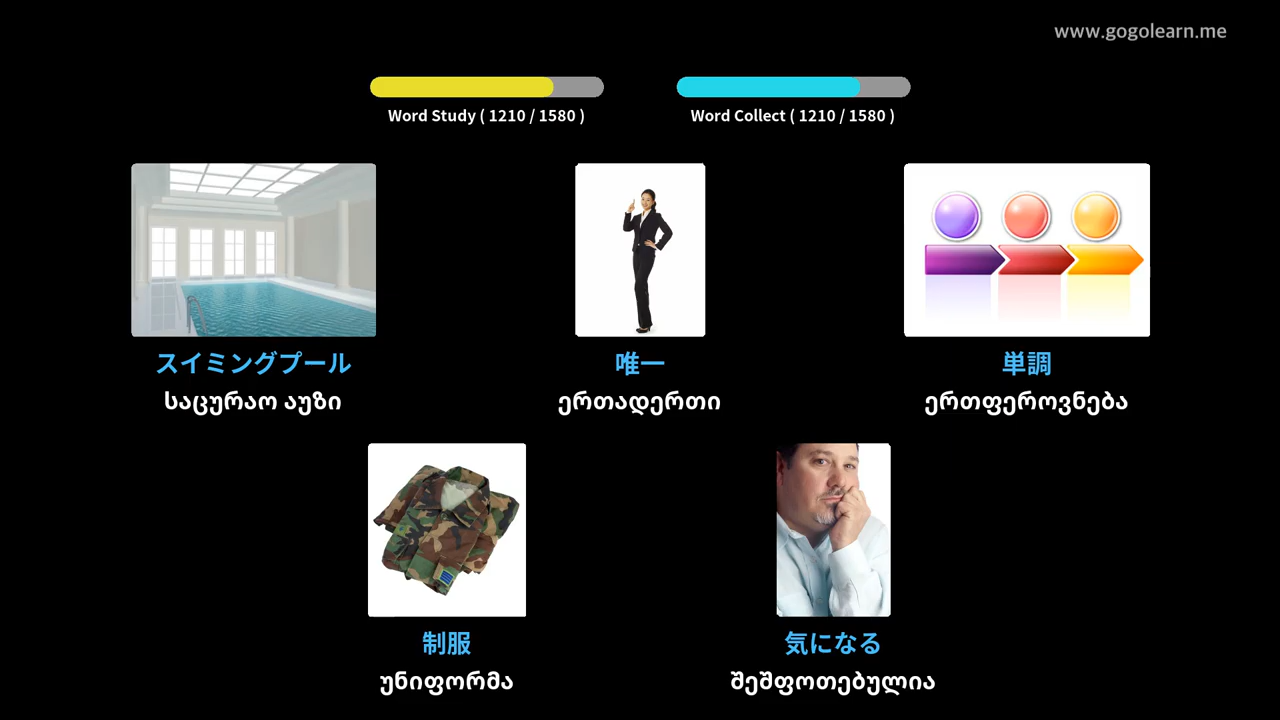 www.gogolearn.me
Word Study ( 1210 / 1580 )
Word Collect ( 1210 / 1580 )
スイミングプール
唯一
単調
საცურაო აუზი
ერთადერთი
ერთფეროვნება
制服
気になる
უნიფორმა
შეშფოთებულია